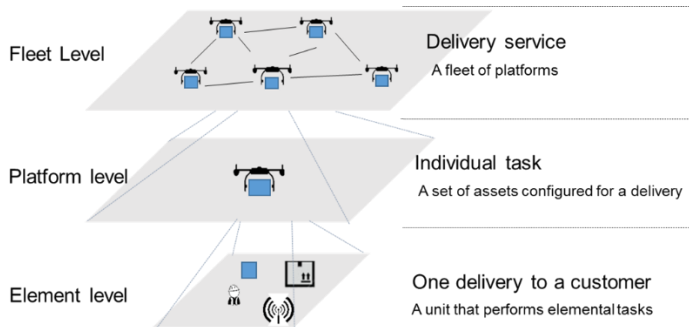 Fleet Level
Delivery service
A fleet of platforms
Platform level
Individual task
A set of assets configured for a delivery
Element level
One delivery to a customer
A unit that performs elemental tasks